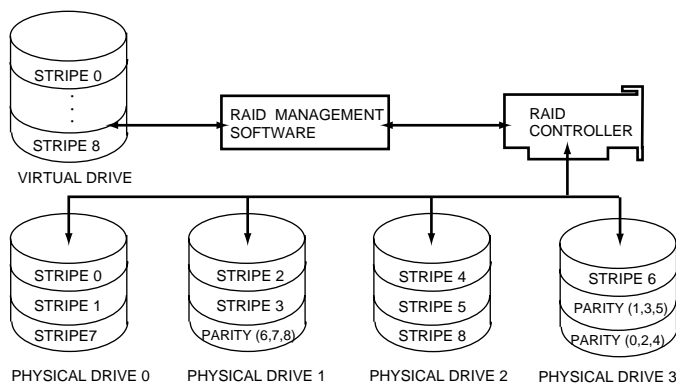 STRIPE 0
STRIPE 8
VIRTUAL DRIVE
RAID MANAGEMENT
SOFTWARE
RAID
CONTROLLER
STRIPE 0
STRIPE 1
STRIPE7
PHYSICAL DRIVE 0
STRIPE 2
STRIPE 3
PARITY (6,7,8)
PHYSICAL DRIVE 1
STRIPE 4
STRIPE 5
STRIPE 8
PHYSICAL DRIVE 2
STRIPE 6
PARITY (1,3,5)
PARITY (0,2,4)
PHYSICAL DRIVE 3